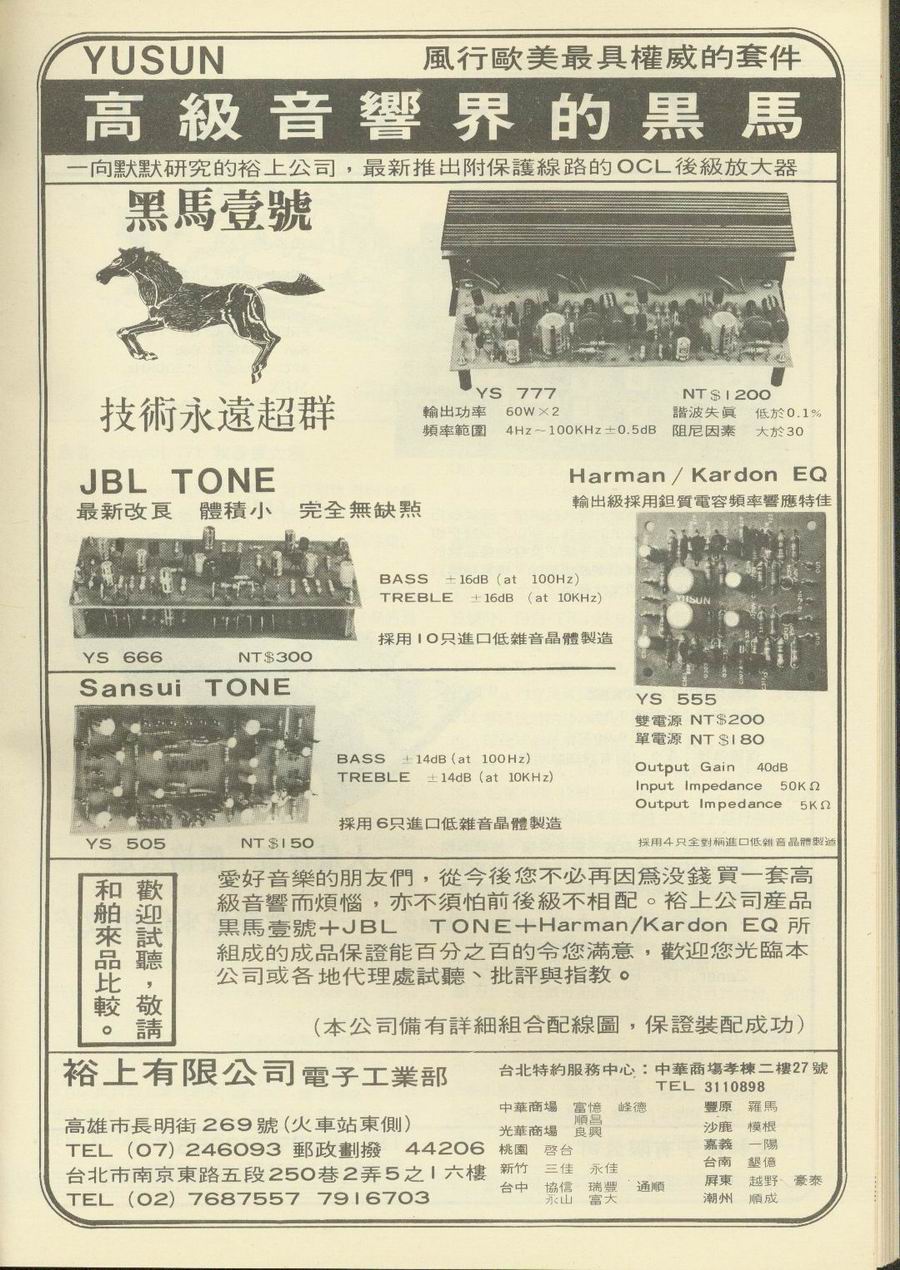 YUSUN
風行歐美最具權威的套件
高級音響界的黑馬
一向默默研究的裕上公司，最新推出附保護線路的OCL後級放大器
黑馬壹號
技術永遠超群
YS 777 NT$1200
輸出功率 60W×2 諧波失眞 低於0.1%
頻率範圍 4Hz～100KHz±0.5dB 阻尼因素 大於30
JBL TONE
最新改良 體積小 完全無缺點
BASS ±16dB (at 100Hz)
TREBLE ±16dB (at 10KHz)
採用10只進口低雜音晶體製造
YS 666 NT$300
Harman / Kardon EQ
輸出級採用鉭質電容頻率響應特佳
YUSUN
YS 555
雙電源 NT$200
單電源 NT$180
Output Gain 40dB
Input Impedance 50KΩ
Output Impedance 5KΩ
採用4只全對稱進口低雜音晶體製造
Sansui TONE
BASS ±14dB (at 100Hz)
TREBLE ±14dB (at 10KHz)
採用6只進口低雜音晶體製造
YS 505 NT$150
歡迎試聽，敬請
和舶來品比較。
愛好音樂的朋友們，從今後您不必再因爲没錢買一套高
級音響而煩惱，亦不須怕前後級不相配。裕上公司産品
黑馬壹號＋JBL TONE＋Harman/Kardon EQ 所
組成的成品保證能百分之百的令您滿意，歡迎您光臨本
公司或各地代理處試聽、批評與指教。
(本公司備有詳細組合配線圖，保證裝配成功)
裕上有限公司電子工業部
高雄市長明街269號(火車站東側)
TEL (07) 246093 郵政劃撥 44206
台北市南京東路五段250巷2弄5之1六樓
TEL (02) 7687557 7916703
台北特約服務中心：中華商塲孝棟二樓27號
TEL 3110898
中華商場 富憶 峰德
順昌
光華商場 良興
桃園 啓台
新竹 三佳 永佳
台中 協信 瑞豐 通順
永山 富大
豐原 羅馬
沙鹿 模根
嘉義 一陽
台南 墾億
屛東 越野 豪泰
潮州 順成